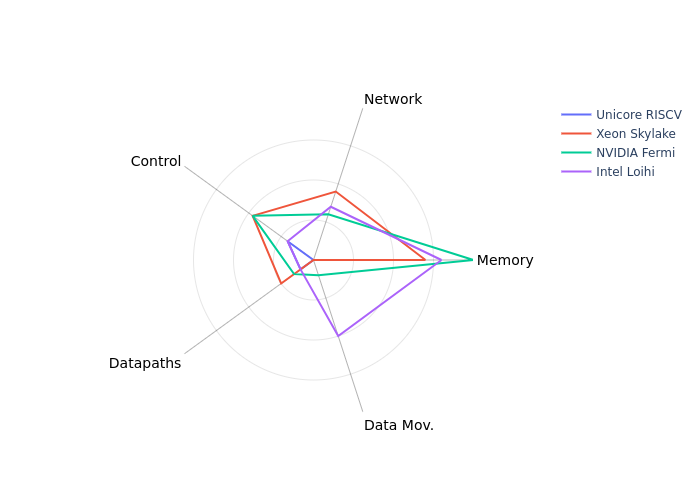 Network
Control
Memory
Datapaths
Data Mov.
Unicore RISCV
Xeon Skylake
NVIDIA Fermi
Intel Loihi